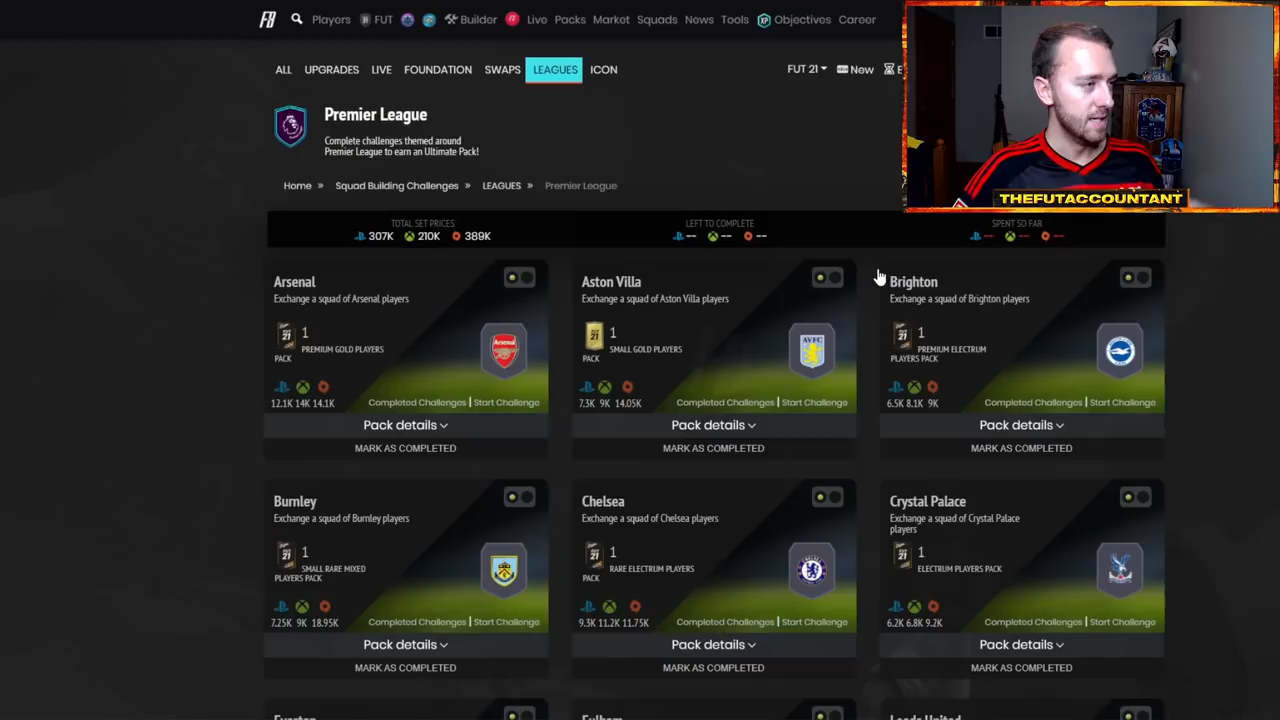 Players FUT Builder Live Packs Market Squads News Tools XP Objectives Career
ALL UPGRADES LIVE FOUNDATION SWAPS LEAGUES ICON
FUT 21 New E
THEFUTACCOUNTANT
Premier League
Complete challenges themed around
Premier League to earn an Ultimate Pack!
Home » Squad Building Challenges » LEAGUES » Premier League
TOTAL SET PRICES LEFT TO COMPLETE SPENT SO FAR
307K 210K 389K -- -- -- -- -- --
Arsenal
Exchange a squad of Arsenal players
1
PREMIUM GOLD PLAYERS
PACK
12.1K 14K 14.1K
Completed Challenges | Start Challenge
Pack details
MARK AS COMPLETED
Aston Villa
Exchange a squad of Aston Villa players
1
SMALL GOLD PLAYERS
PACK
7.3K 9K 14.05K
Completed Challenges | Start Challenge
Pack details
MARK AS COMPLETED
Brighton
Exchange a squad of Brighton players
1
PREMIUM ELECTRUM
PLAYERS PACK
6.5K 8.1K 9K
Completed Challenges | Start Challenge
Pack details
MARK AS COMPLETED
Burnley
Exchange a squad of Burnley players
1
SMALL RARE MIXED
PLAYERS PACK
7.25K 9K 18.95K
Completed Challenges | Start Challenge
Pack details
MARK AS COMPLETED
Chelsea
Exchange a squad of Chelsea players
1
RARE ELECTRUM PLAYERS
PACK
9.3K 11.2K 11.75K
Completed Challenges | Start Challenge
Pack details
MARK AS COMPLETED
Crystal Palace
Exchange a squad of Crystal Palace
players
1
ELECTRUM PLAYERS PACK
6.2K 6.8K 9.2K
Completed Challenges | Start Challenge
Pack details
MARK AS COMPLETED
Everton
Fulham
Leeds United